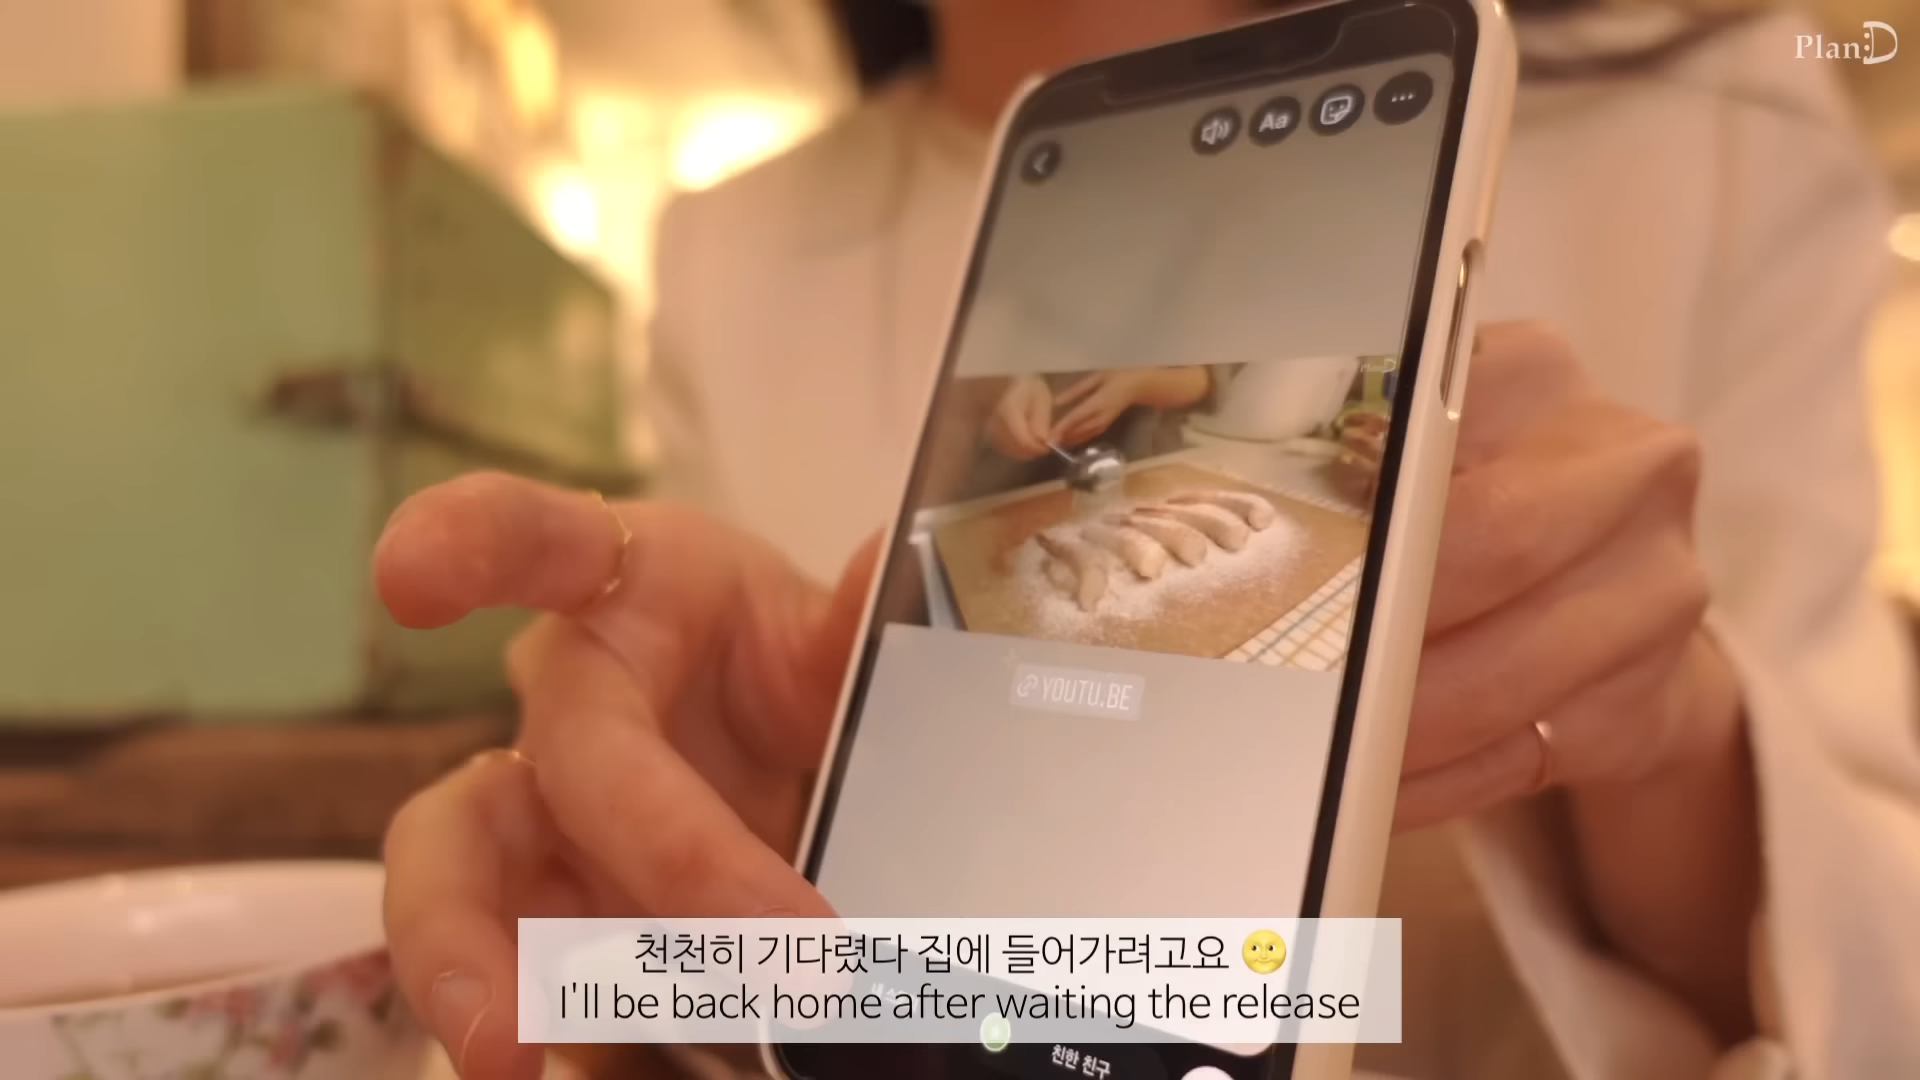 Plan:D
Aa
PlanD
YOUTU.BE
천천히 기다렸다 집에 들어가려고요 🌝
I'll be back home after waiting the release
친한 친구